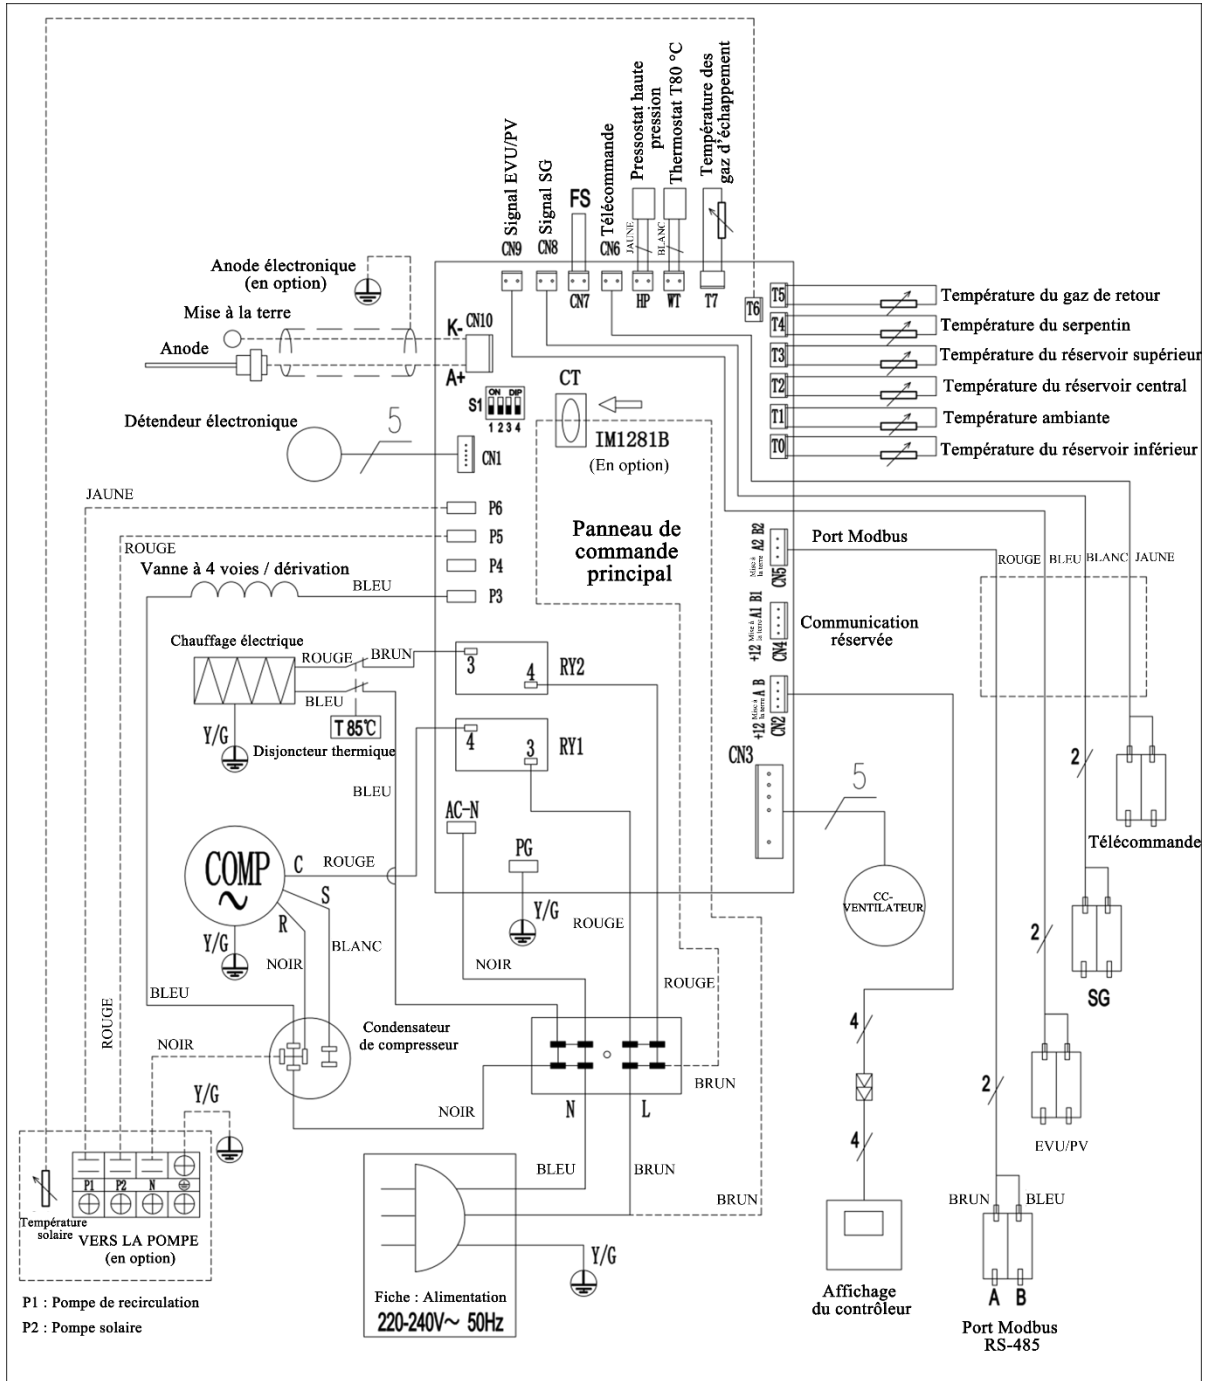 Signal EVU/PV
CN9
Signal SG
CN8
FS
CN7
Télécommande
CN6
Pressostat haute
pression
JAUNE
HP
Thermostat T80 °C
BLANC
WT
Température des
gaz d'échappement
T7
T6
Anode électronique
(en option)
Mise à la terre
Anode
K-
CN10
A+
S1
ON DIP
1 2 3 4
CT
IM1281B
(En option)
T5
Température du gaz de retour
T4
Température du serpentin
T3
Température du réservoir supérieur
T2
Température du réservoir central
T1
Température ambiante
T0
Température du réservoir inférieur
Détendeur électronique
5
CN1
JAUNE
P6
ROUGE
P5
P4
Vanne à 4 voies / dérivation
BLEU
P3
Panneau de
commande
principal
Mise à
la terre
A2 B2
CN5
Port Modbus
+12
Mise à
la terre
A1 B1
CN4
Communication
réservée
+12
Mise à
la terre
A B
CN2
ROUGE
BLEU
BLANC
JAUNE
Chauffage électrique
ROUGE
BRUN
3
4
RY2
BLEU
Y/G
T 85℃
Disjoncteur thermique
4
3
RY1
CN3
5
BLEU
AC-N
PG
Y/G
COMP
~
C
ROUGE
S
R
Y/G
BLANC
NOIR
BLEU
ROUGE
NOIR
ROUGE
CC-
VENTILATEUR
2
Télécommande
2
SG
2
EVU/PV
ROUGE
NOIR
Condensateur
de compresseur
4
4
BRUN
N
L
NOIR
Y/G
BLEU
BRUN
BRUN
P1
P2
N
Température
solaire
VERS LA POMPE
(en option)
P1 : Pompe de recirculation
P2 : Pompe solaire
Y/G
Fiche : Alimentation
220-240V~ 50Hz
Affichage
du contrôleur
BRUN
BLEU
A
B
Port Modbus
RS-485